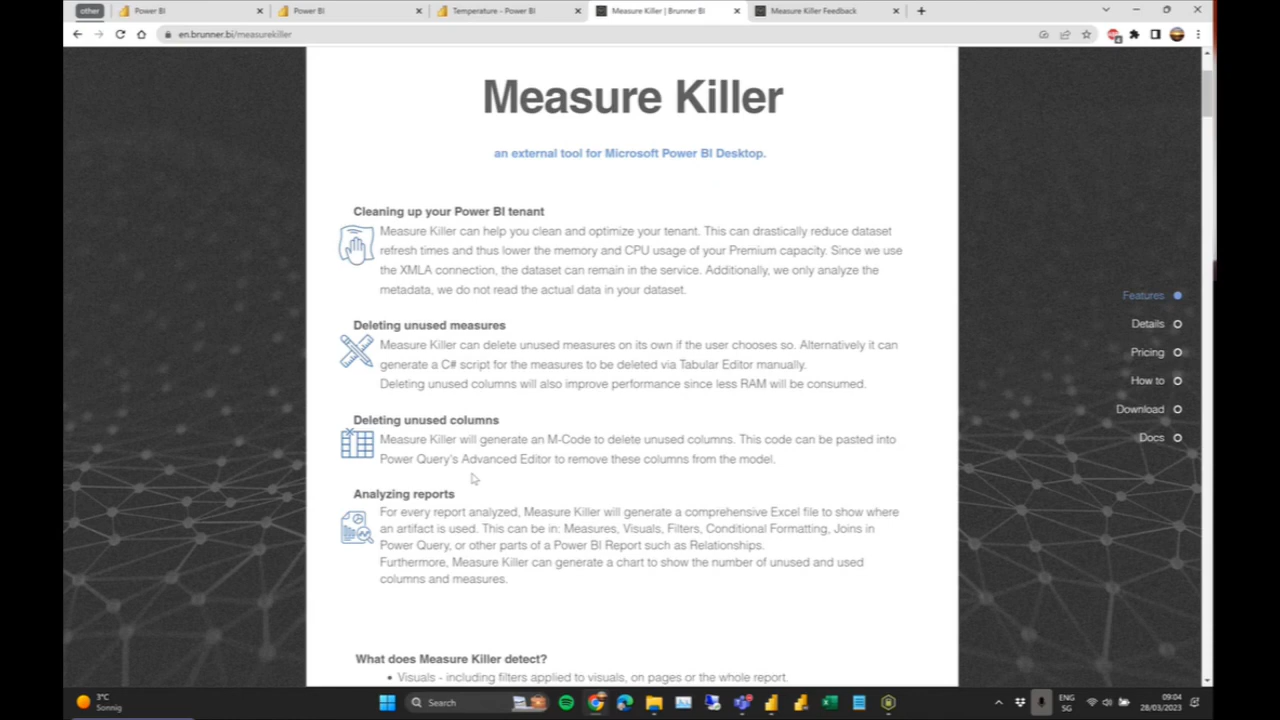 other
Power BI
Power BI
Temperature - Power BI
Measure Killer | Brunner BI
Measure Killer Feedback
en.brunner.bi/measurekiller
Measure Killer
an external tool for Microsoft Power BI Desktop.
Cleaning up your Power BI tenant
Measure Killer can help you clean and optimize your tenant. This can drastically reduce dataset
refresh times and thus lower the memory and CPU usage of your Premium capacity. Since we use
the XMLA connection, the dataset can remain in the service. Additionally, we only analyze the
metadata, we do not read the actual data in your dataset.
Deleting unused measures
Measure Killer can delete unused measures on its own if the user chooses so. Alternatively it can
generate a C# script for the measures to be deleted via Tabular Editor manually.
Deleting unused columns will also improve performance since less RAM will be consumed.
Deleting unused columns
Measure Killer will generate an M-Code to delete unused columns. This code can be pasted into
Power Query's Advanced Editor to remove these columns from the model.
Analyzing reports
For every report analyzed, Measure Killer will generate a comprehensive Excel file to show where
an artifact is used. This can be in: Measures, Visuals, Filters, Conditional Formatting, Joins in
Power Query, or other parts of a Power BI Report such as Relationships.
Furthermore, Measure Killer can generate a chart to show the number of unused and used
columns and measures.
What does Measure Killer detect?
• Visuals - including filters applied to visuals, on pages or the whole report.
Features
Details
Pricing
How to
Download
Docs
3°C
Sonnig
Search
ENG
SG
09:04
28/03/2023